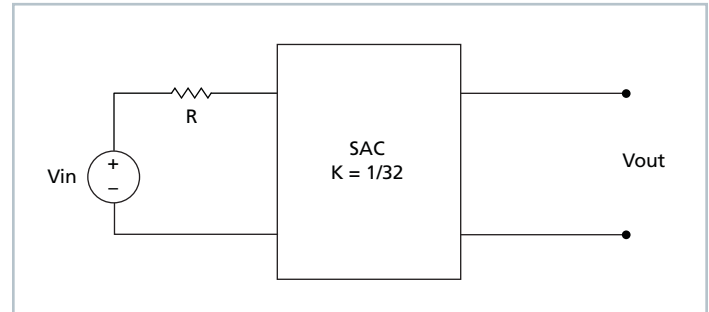 R
SAC
K = 1/32
Vin
+
−
Vout